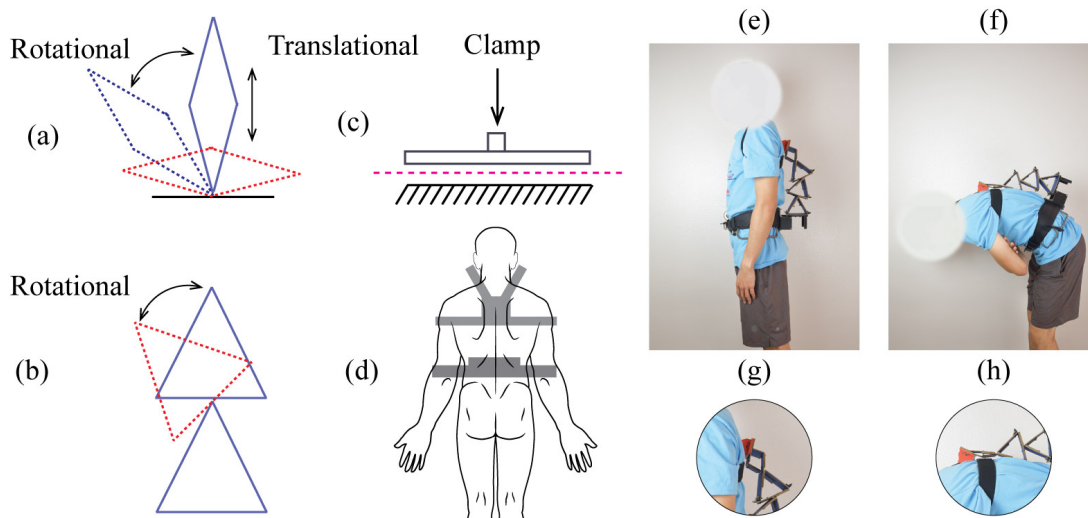 Rotational
Translational
(a)
Clamp
(c)
Rotational
(b)
(d)
(e)
(f)
(g)
(h)